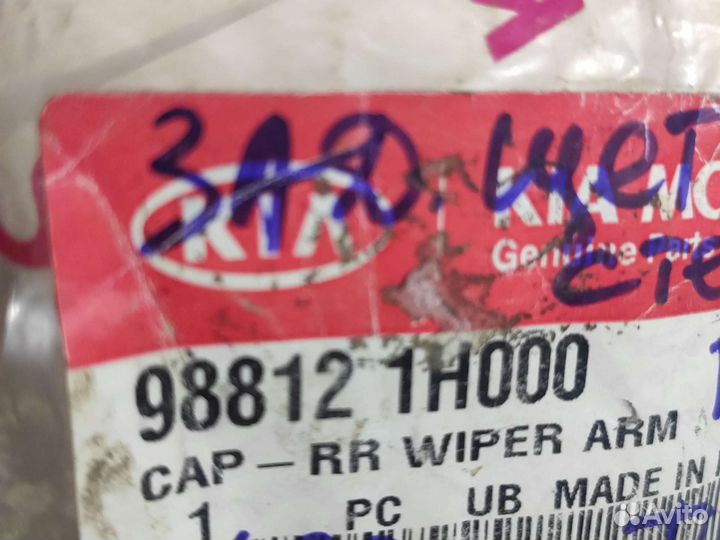 ЗАД. щет
KIA KIA MO
Genuine Parts
98812 1H000
CAP – RR WIPER ARM
1 PC UB MADE IN
Avito